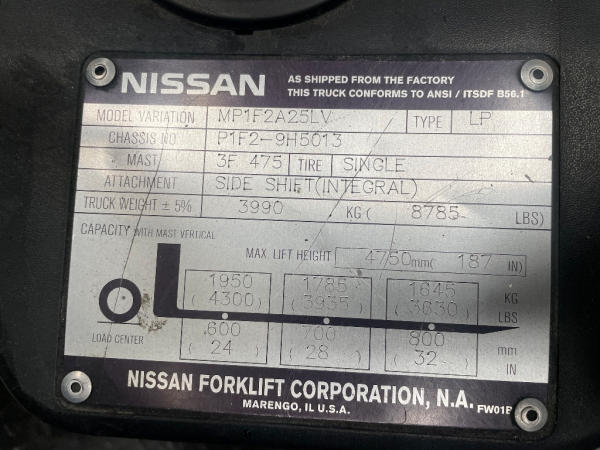 NISSAN
AS SHIPPED FROM THE FACTORY
THIS TRUCK CONFORMS TO ANSI / ITSDF B56.1
MODEL VARIATION MP1F2A25LV TYPE LP
CHASSIS NO P1F2-9H5013
MAST 3F 475 TIRE SINGLE
ATTACHMENT SIDE SHIFT(INTEGRAL)
TRUCK WEIGHT ± 5% 3990 KG ( 8785 LBS)
CAPACITY WITH MAST VERTICAL
MAX. LIFT HEIGHT 4750 mm( 187 IN)
1950 1785 1645 KG
(4300) (3935) (3630) LBS
LOAD CENTER 600 700 800 mm
(24) (28) (32) IN
NISSAN FORKLIFT CORPORATION, N.A.
MARENGO, IL U.S.A. FW01B